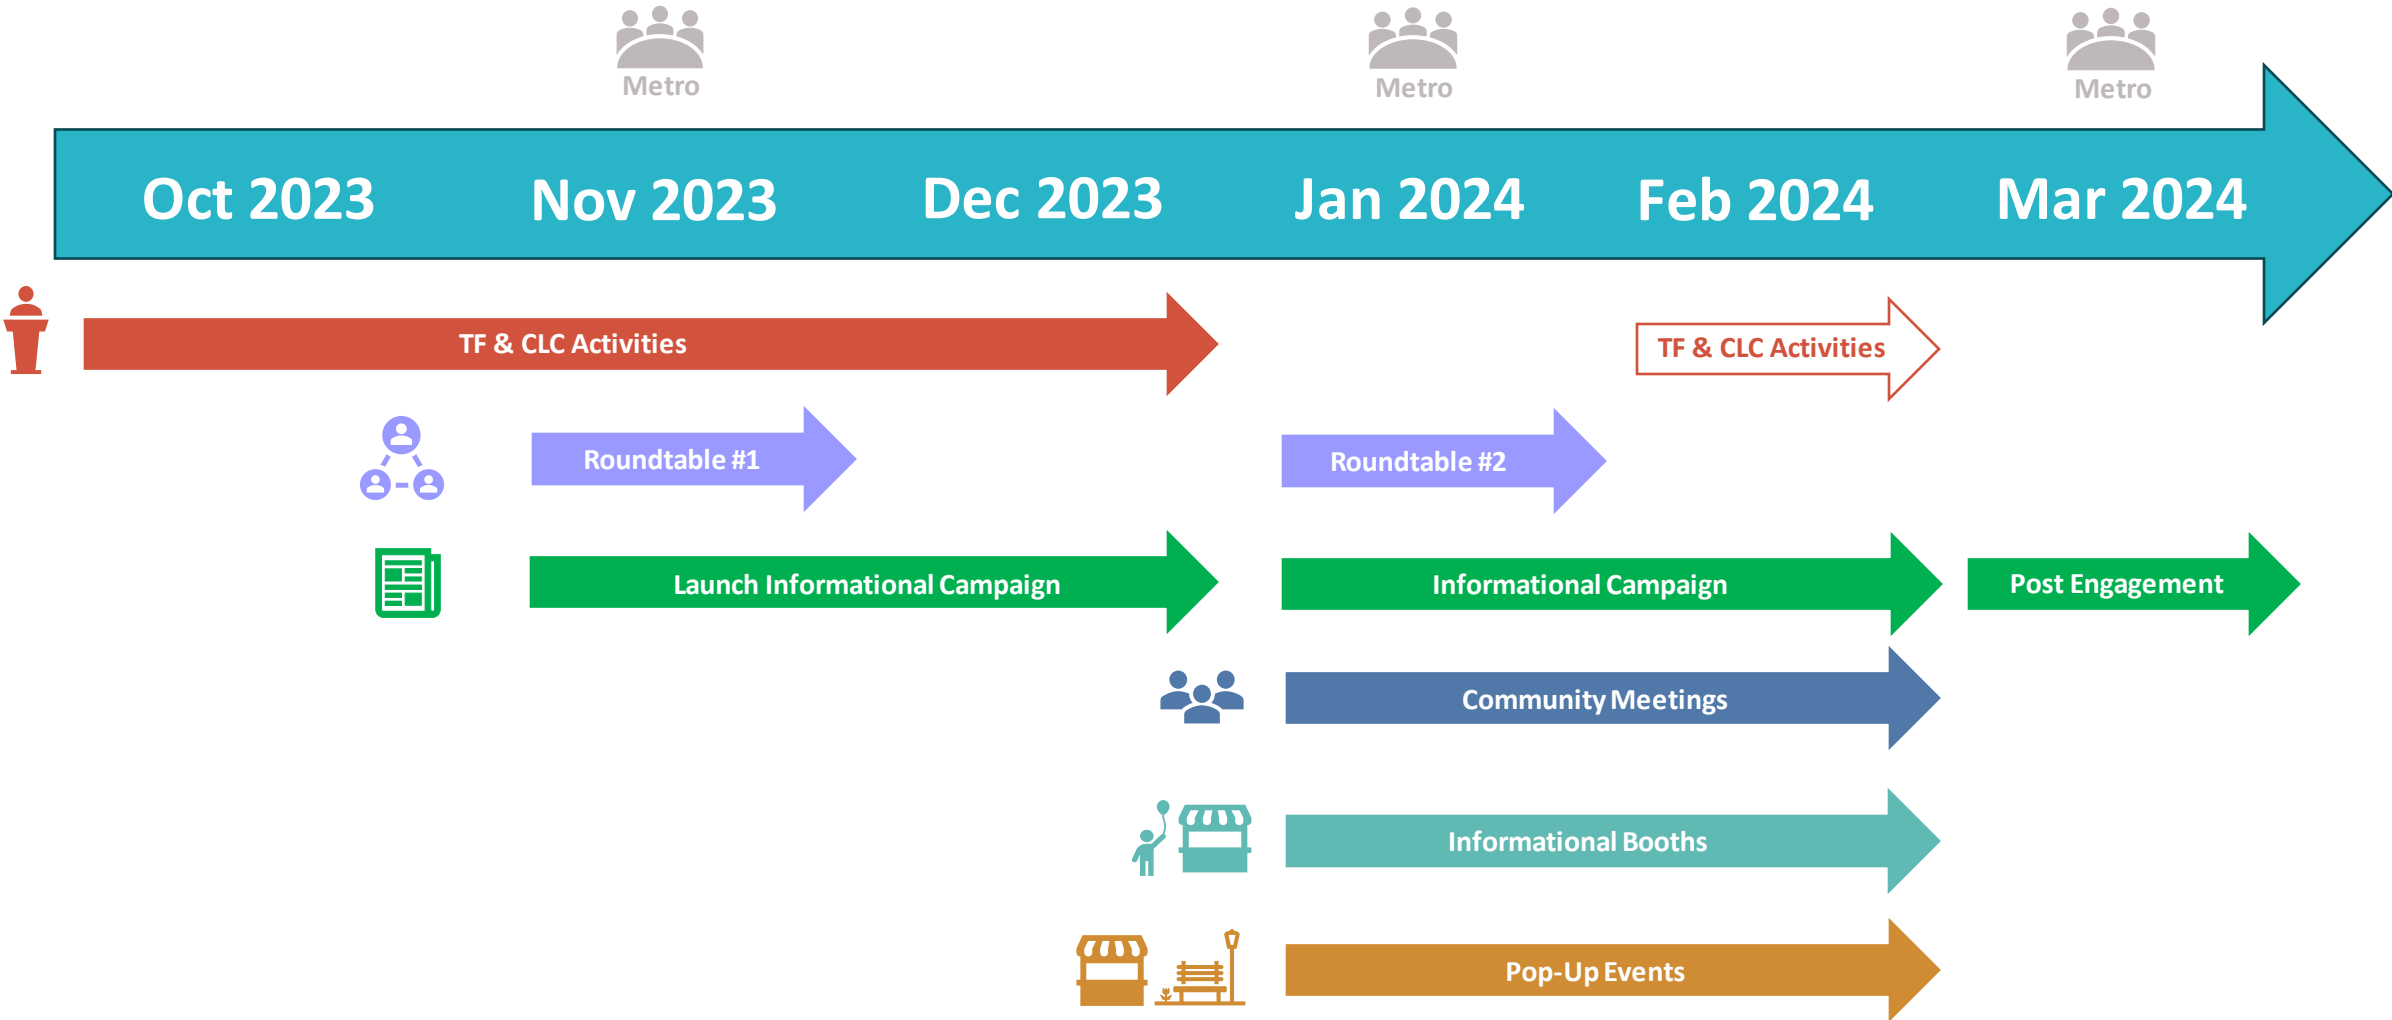 Metro
Metro
Metro
Oct 2023
Nov 2023
Dec 2023
Jan 2024
Feb 2024
Mar 2024
TF & CLC Activities
TF & CLC Activities
Roundtable #1
Roundtable #2
Launch Informational Campaign
Informational Campaign
Post Engagement
Community Meetings
Informational Booths
Pop-Up Events